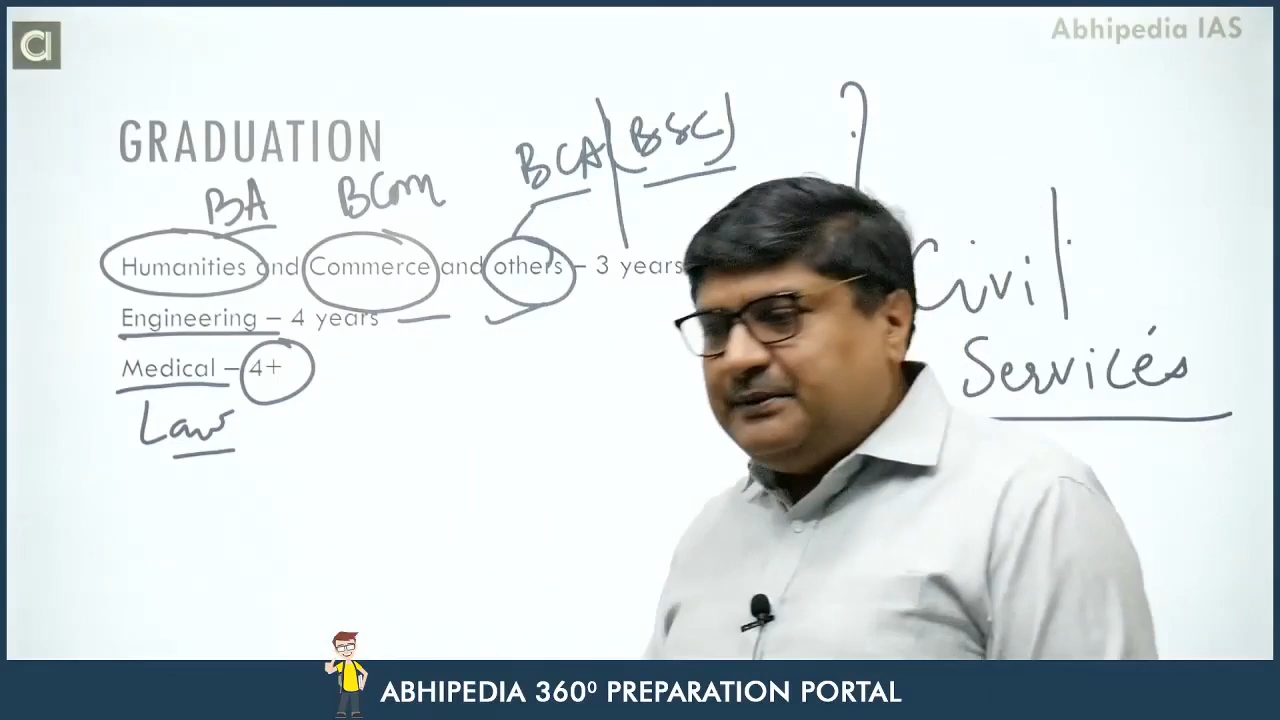 a
Abhipedia IAS
GRADUATION
BCA (BSC)
BA BCom
?
Humanities and Commerce and others – 3 years
Engineering – 4 years
Medical – 4+
Law
Civil
Services
ABHIPEDIA 360⁰ PREPARATION PORTAL